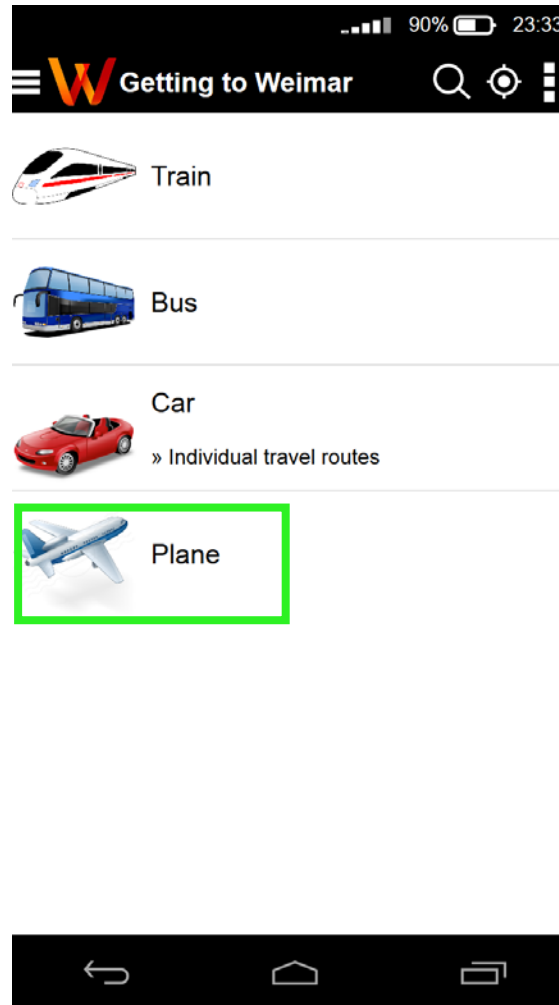 90% 23:33
Getting to Weimar
Train
Bus
Car
» Individual travel routes
Plane